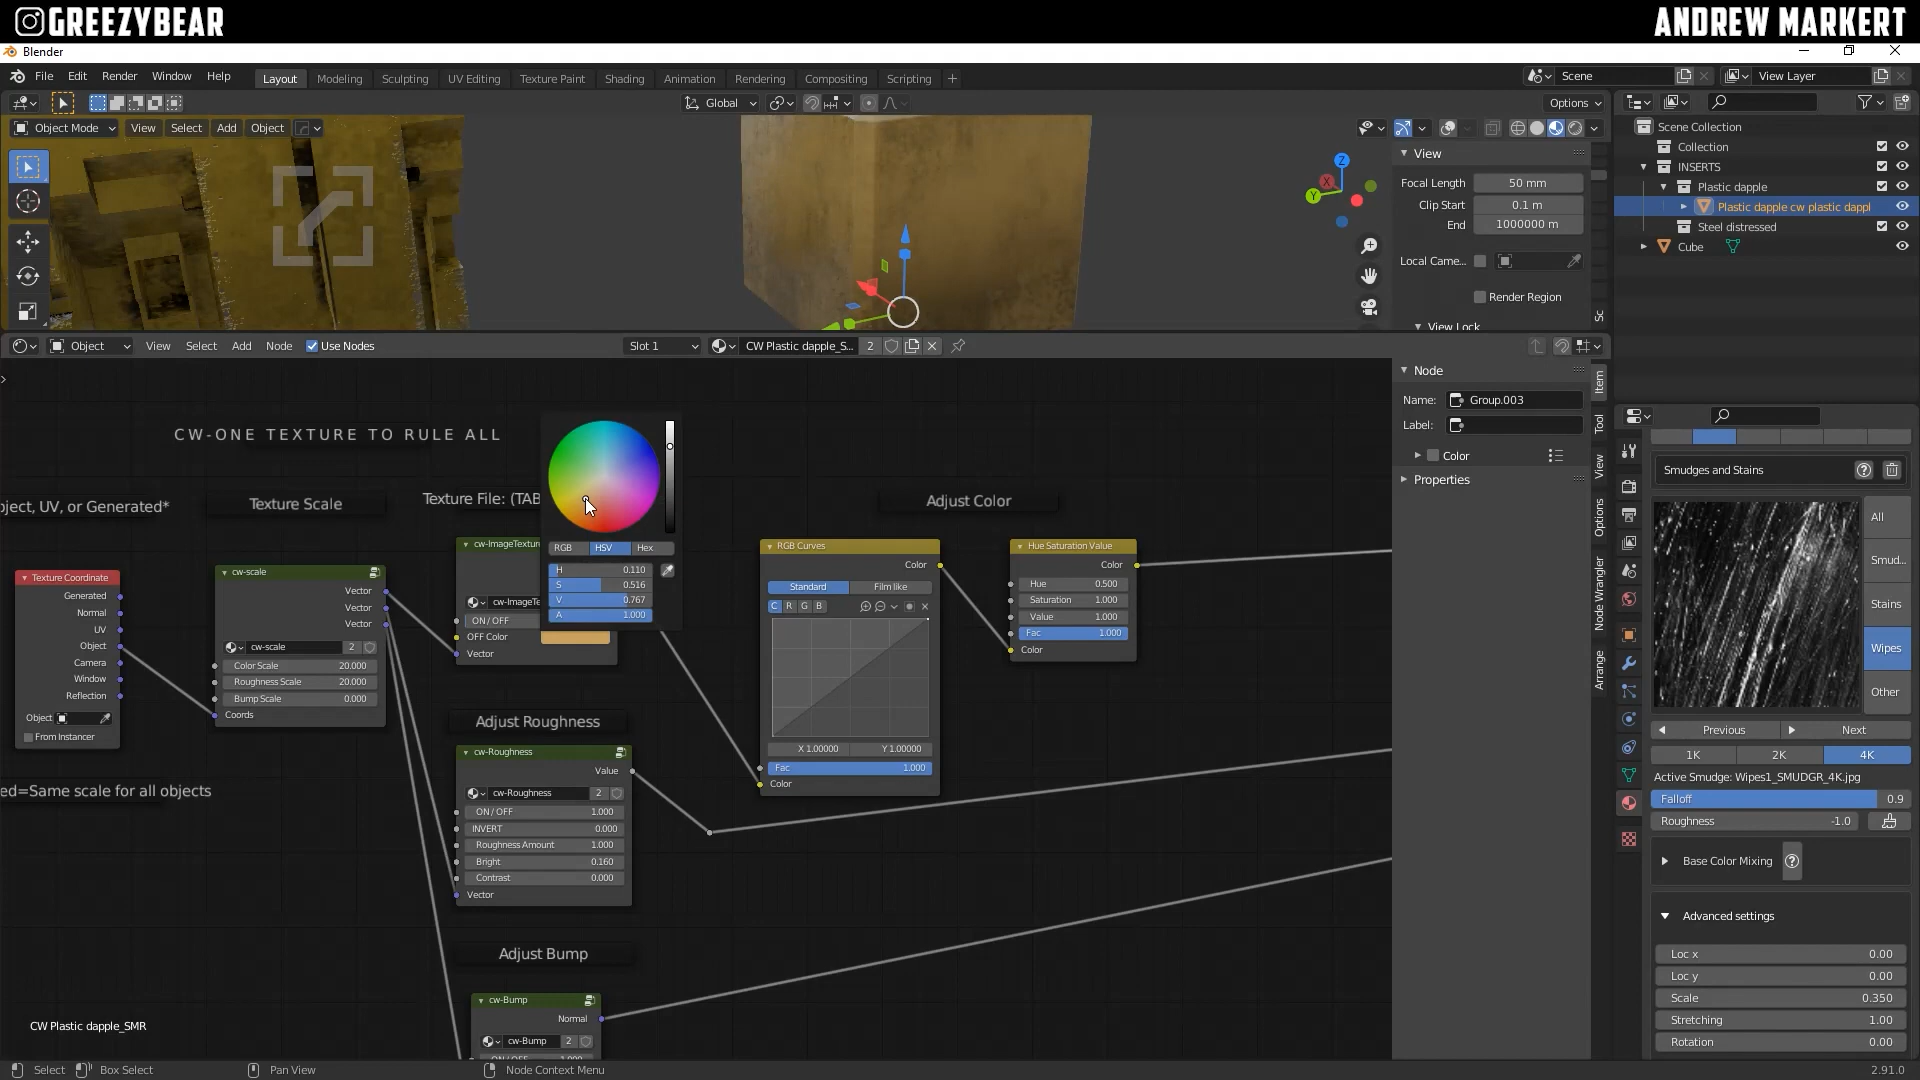 GREEZYBEAR
ANDREW MARKERT
Blender
File Edit Render Window Help
Layout Modeling Sculpting UV Editing Texture Paint Shading Animation Rendering Compositing Scripting +
Scene
View Layer
Global
Options
Object Mode View Select Add Object
Z
X
Y
View
Focal Length 50 mm
Clip Start 0.1 m
End 1000000 m
Local Came...
Render Region
View Lock
Sc
Scene Collection
Collection
INSERTS
Plastic dapple
Plastic dapple cw plastic dappl
Steel distressed
Cube
Object View Select Add Node Use Nodes
Slot 1
CW Plastic dapple_S... 2
CW-ONE TEXTURE TO RULE ALL
bject, UV, or Generated*
Texture Scale
Texture File: (TAB
Adjust Color
Texture Coordinate
Generated
Normal
UV
Object
Camera
Window
Reflection
Object
From Instancer
ed=Same scale for all objects
cw-scale
Vector
Vector
Vector
cw-scale 2
Color Scale 20.000
Roughness Scale 20.000
Bump Scale 0.000
Coords
cw-ImageTexture
cw-ImageTe
ON / OFF
OFF Color
Vector
RGB HSV Hex
H 0.110
S 0.516
V 0.767
A 1.000
RGB Curves
Color
Standard Film like
C R G B
X 1.00000 Y 1.00000
Fac 1.000
Color
Hue Saturation Value
Color
Hue 0.500
Saturation 1.000
Value 1.000
Fac 1.000
Color
Adjust Roughness
cw-Roughness
Value
cw-Roughness 2
ON / OFF 1.000
INVERT 0.000
Roughness Amount 1.000
Bright 0.160
Contrast 0.000
Vector
Adjust Bump
cw-Bump
Normal
cw-Bump 2
ON / OFF 1.000
CW Plastic dapple_SMR
Node
Name: Group.003
Label:
Color
Properties
Item
Tool
View
Options
Node Wrangler
Arrange
Smudges and Stains
All
Smud...
Stains
Wipes
Other
Previous Next
1K 2K 4K
Active Smudge: Wipes1_SMUDGR_4K.jpg
Falloff 0.9
Roughness -1.0
Base Color Mixing
Advanced settings
Loc x 0.00
Loc y 0.00
Scale 0.350
Stretching 1.00
Rotation 0.00
Select Box Select Pan View Node Context Menu
2.91.0